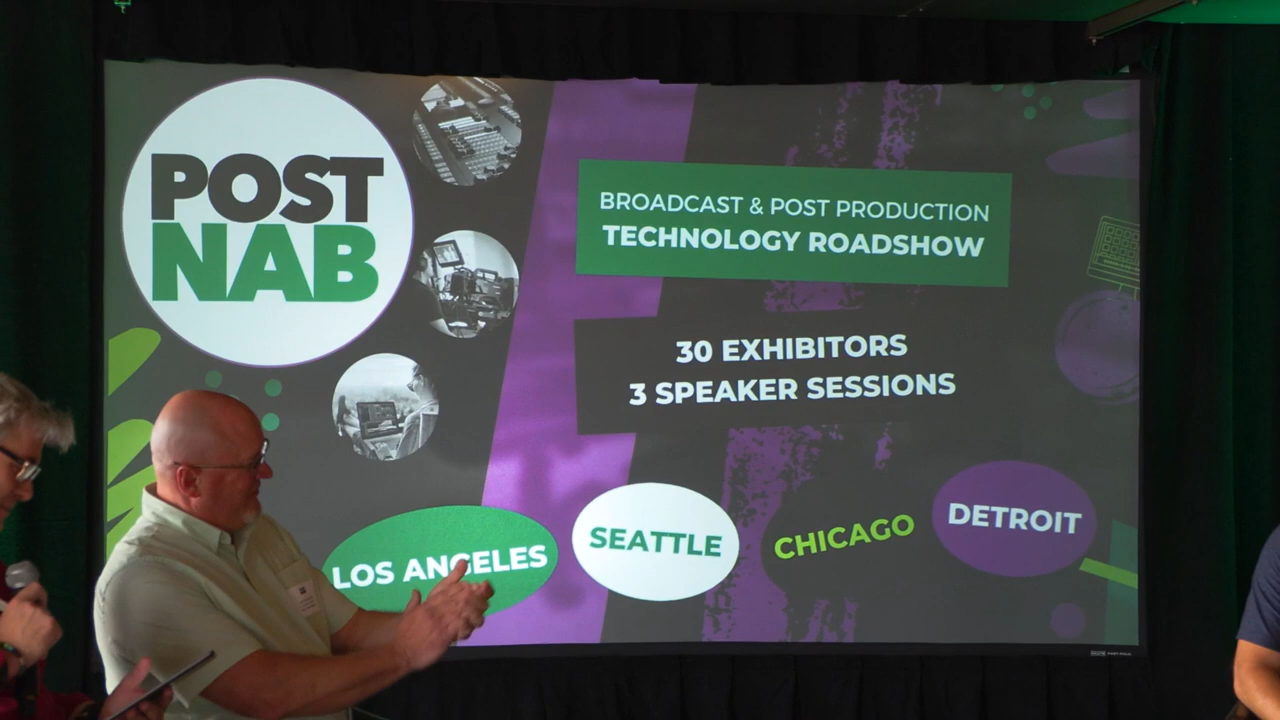 POST
NAB
BROADCAST & POST PRODUCTION
TECHNOLOGY ROADSHOW
30 EXHIBITORS
3 SPEAKER SESSIONS
LOS ANGELES
SEATTLE
CHICAGO
DETROIT